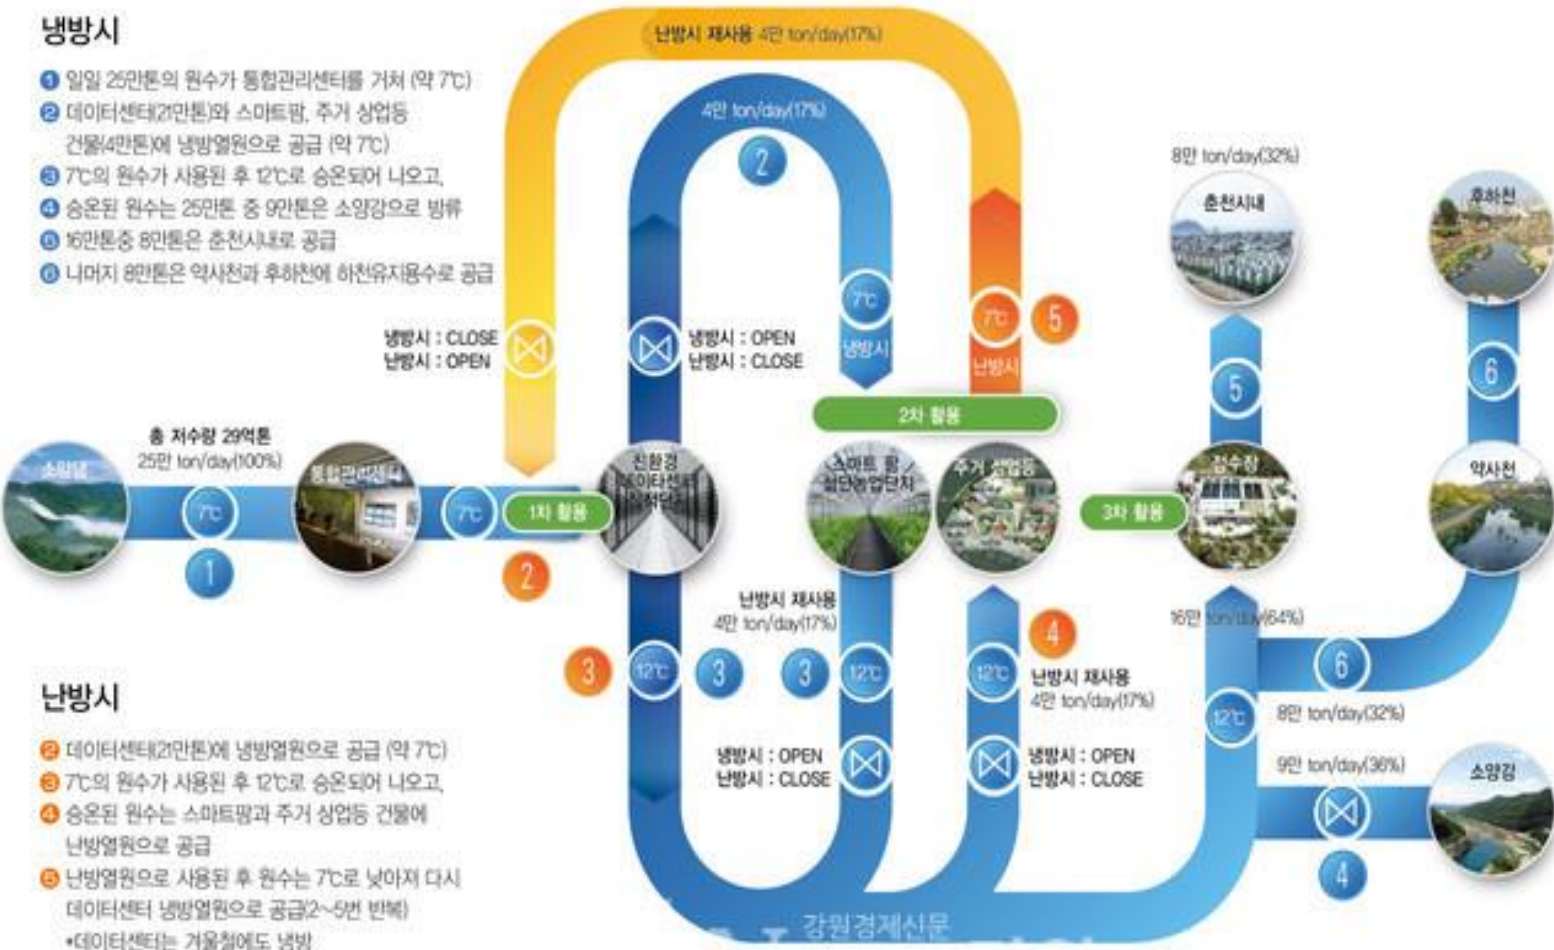 냉방시
1 일일 25만톤의 원수가 통합관리센터를 거쳐 (약 7℃)
2 데이터센터(21만톤)와 스마트팜, 주거 상업등
건물(4만톤)에 냉방열원으로 공급 (약 7℃)
3 7℃의 원수가 사용된 후 12℃로 승온되어 나오고,
4 승온된 원수는 25만톤 중 9만톤은 소양강으로 방류
5 16만톤중 8만톤은 춘천시내로 공급
6 나머지 8만톤은 약사천과 후하천에 하천유지용수로 공급
난방시 재사용 4만 ton/day(17%)
4만 ton/day(17%)
2
7℃
냉방시
7℃
난방시
5
냉방시 : CLOSE
난방시 : OPEN
냉방시 : OPEN
난방시 : CLOSE
8만 ton/day(32%)
춘천시내
후하천
5
6
2차 활용
총 저수량 29억톤
25만 ton/day(100%)
소양댐
7℃
1
통합관리센터
7℃
1차 활용
2
친환경
데이타센터
집적단지
스마트 팜
첨단농업단지
주거 상업등
3차 활용
정수장
약사천
난방시 재사용
4만 ton/day(17%)
3
12℃
3
3
12℃
12℃
4
난방시 재사용
4만 ton/day(17%)
냉방시 : OPEN
난방시 : CLOSE
냉방시 : OPEN
난방시 : CLOSE
16만 ton/day(64%)
12℃
6
8만 ton/day(32%)
9만 ton/day(36%)
소양강
4
난방시
2 데이터센터(21만톤)에 냉방열원으로 공급 (약 7℃)
3 7℃의 원수가 사용된 후 12℃로 승온되어 나오고,
4 승온된 원수는 스마트팜과 주거 상업등 건물에
난방열원으로 공급
5 난방열원으로 사용된 후 원수는 7℃로 낮아져 다시
데이터센터 냉방열원으로 공급(2~5번 반복)
*데이터센터는 겨울철에도 냉방
강원경제신문